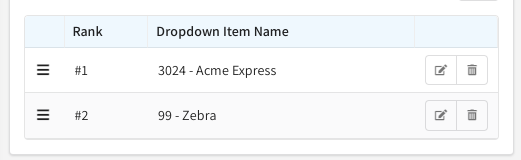 Rank Dropdown Item Name
#1 3024 - Acme Express
#2 99 - Zebra